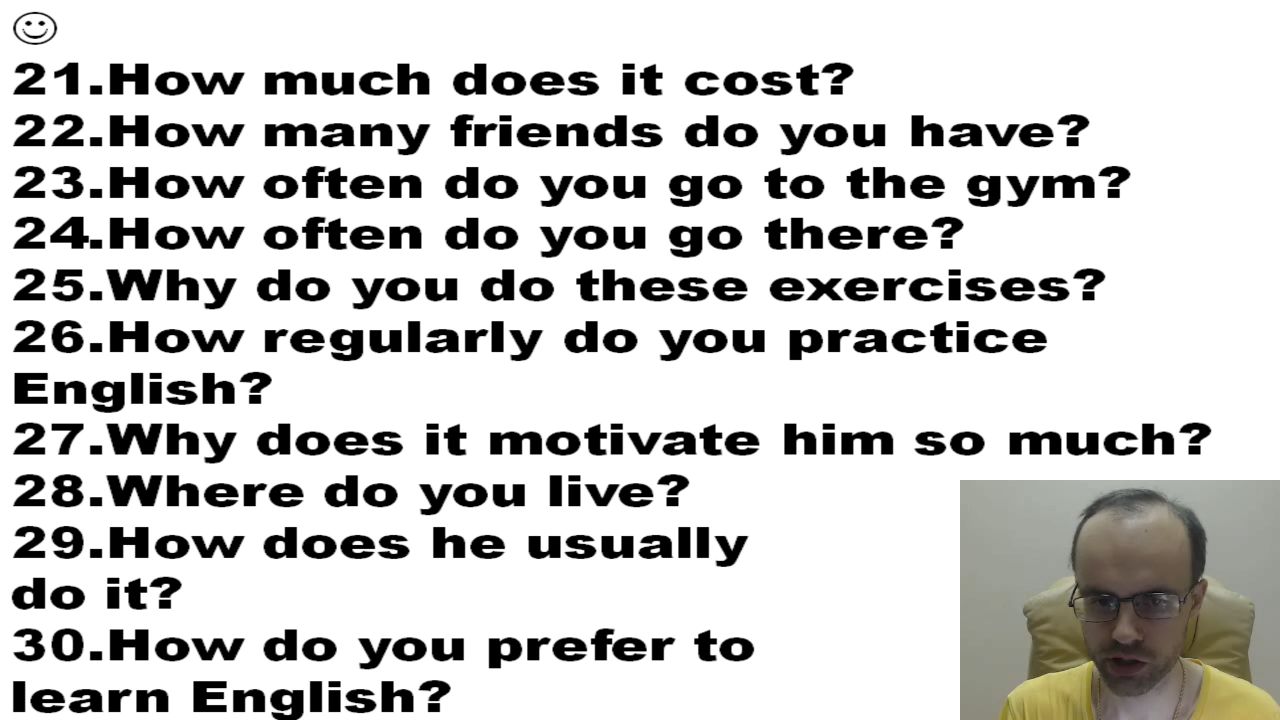 21.How much does it cost?
22.How many friends do you have?
23.How often do you go to the gym?
24.How often do you go there?
25.Why do you do these exercises?
26.How regularly do you practice
English?
27.Why does it motivate him so much?
28.Where do you live?
29.How does he usually
do it?
30.How do you prefer to
learn English?